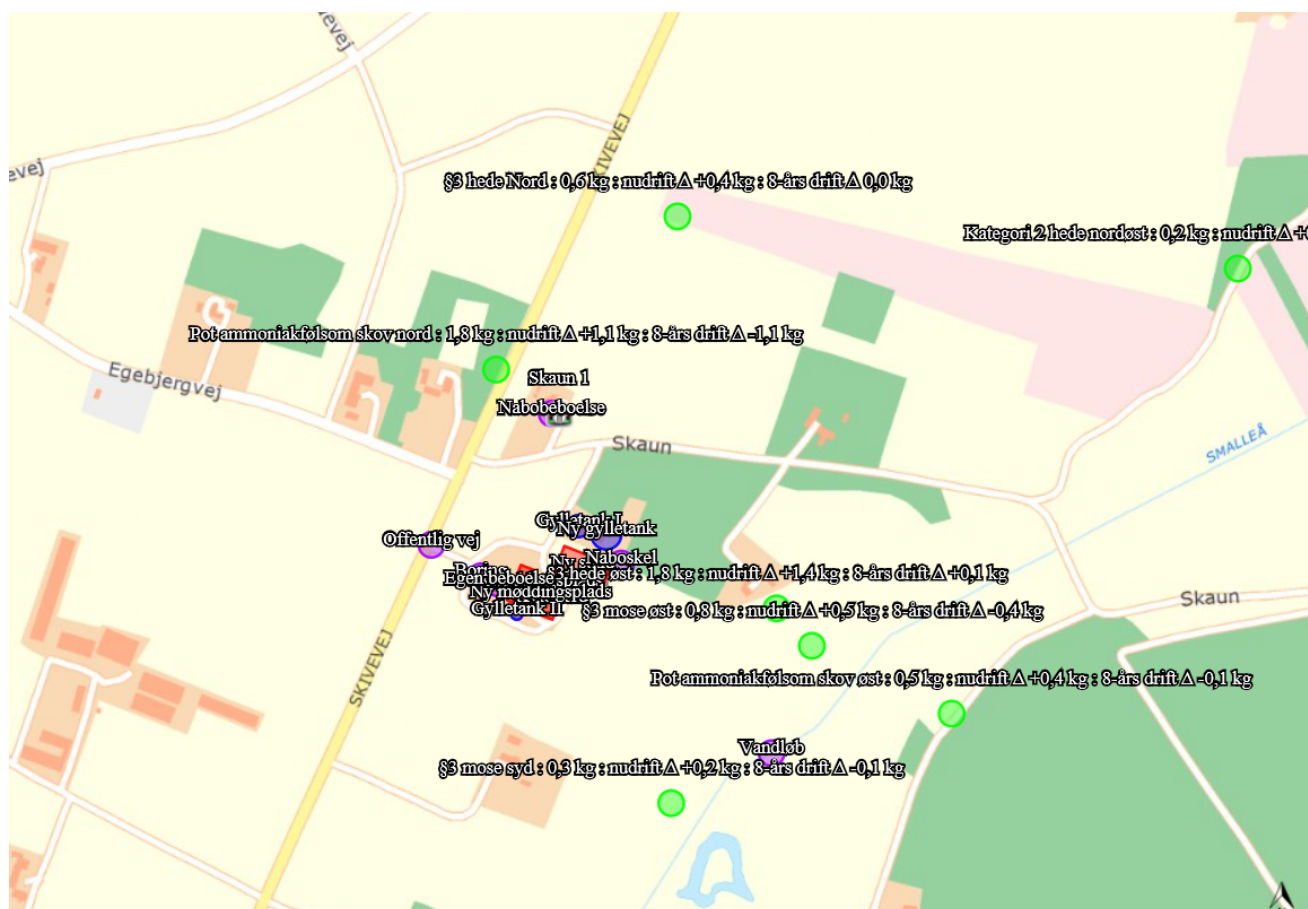 evej
evej
SKIVEVEJ
§3 hede Nord : 0,6 kg : nudrift Δ +0,4 kg : 8-års drift Δ 0,0 kg
Kategori 2 hede nordøst : 0,2 kg : nudrift Δ +0
Pot ammoniakfølsom skov nord : 1,8 kg : nudrift Δ +1,1 kg : 8-års drift Δ -1,1 kg
Egebjergvej
Skaun 1
Nabobeboelse
Skaun
SMALLEÅ
Gylletank I
Ny gylletank
Offentlig vej
Naboskel
Ny s
Boring
§3 hede øst : 1,8 kg : nudrift Δ +1,4 kg : 8-års drift Δ +0,1 kg
Egen beboelse
Ny møddingsplads
Skaun
Gylletank II
§3 mose øst : 0,8 kg : nudrift Δ +0,5 kg : 8-års drift Δ -0,4 kg
SKIVEVEJ
Pot ammoniakfølsom skov øst : 0,5 kg : nudrift Δ +0,4 kg : 8-års drift Δ -0,1 kg
Vandløb
§3 mose syd : 0,3 kg : nudrift Δ +0,2 kg : 8-års drift Δ -0,1 kg